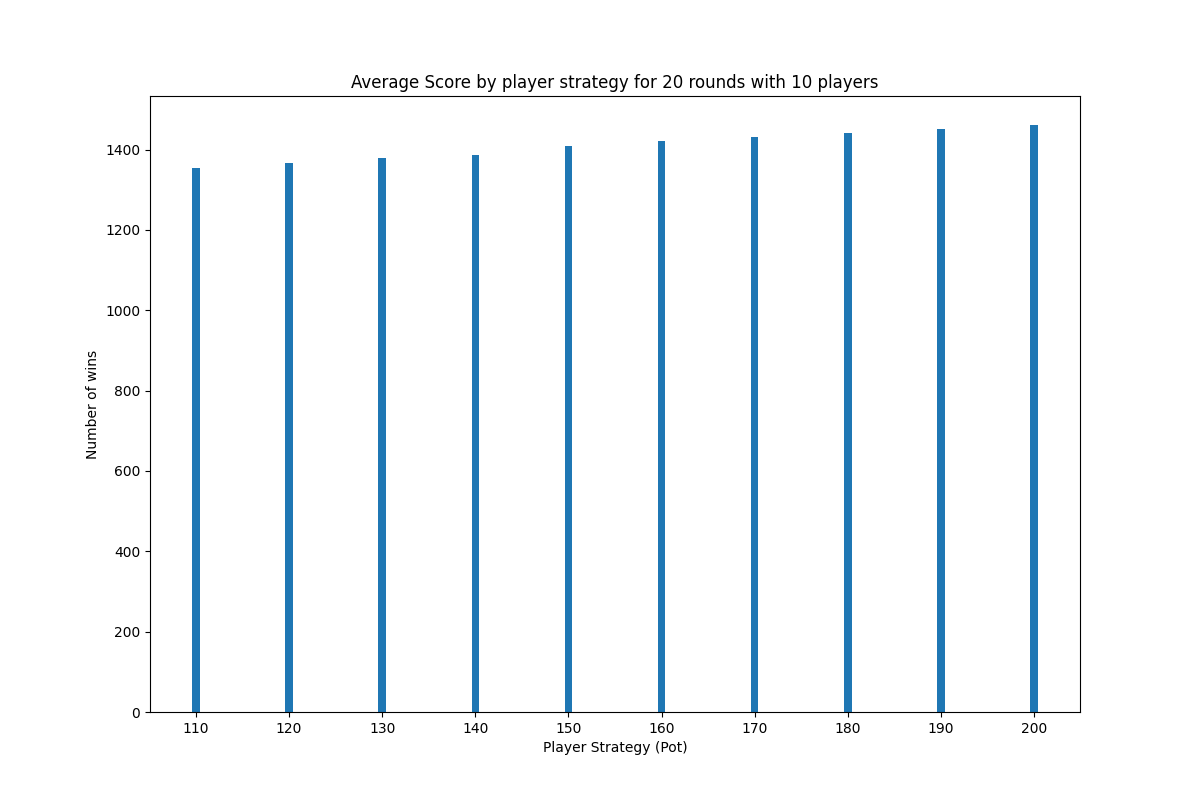 Average Score by player strategy for 20 rounds with 10 players
1400
1200
1000
800
600
400
200
0
Number of wins
110 120 130 140 150 160 170 180 190 200
Player Strategy (Pot)